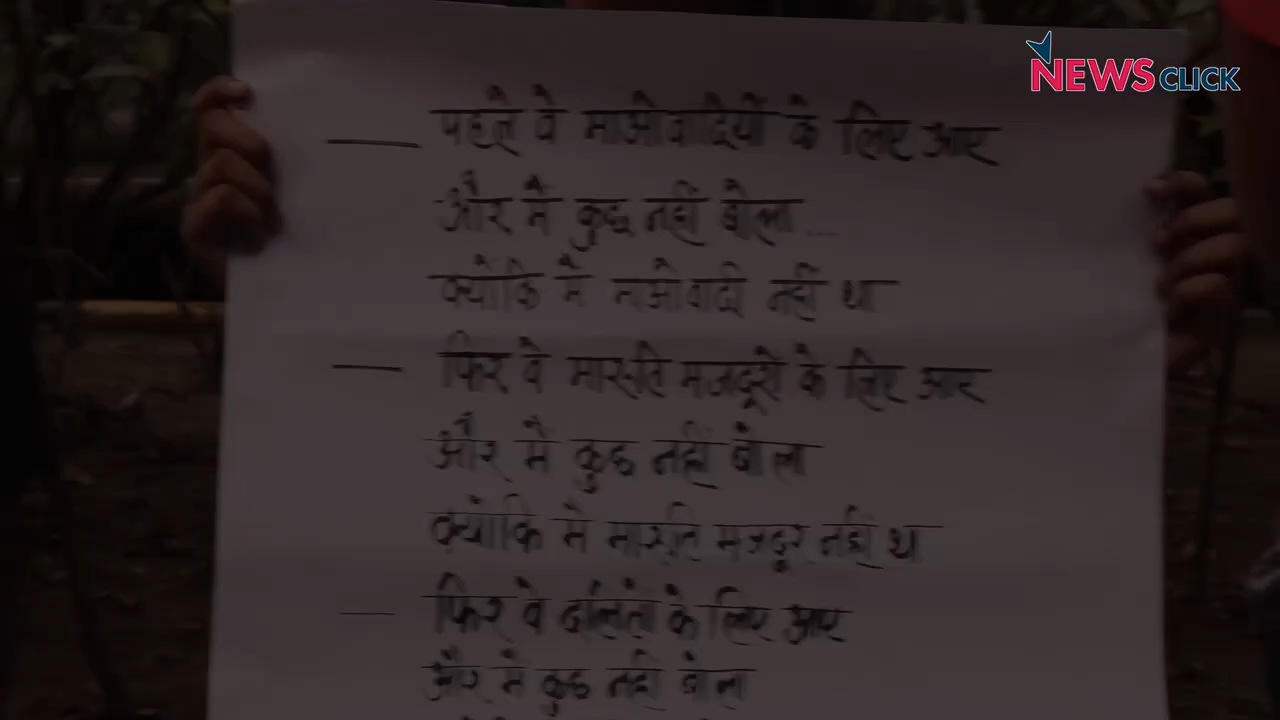 NEWSCLICK
— पहले वे माओवादियों के लिए आए
और मैं कुछ नहीं बोला...
क्योंकि मैं माओवादी नहीं था
— फिर वे मारुति मजदूरों के लिए आए
और मैं कुछ नहीं बोला
क्योंकि मैं मारुति मजदूर नहीं था
— फिर वे दलितों के लिए आए
और मैं कुछ नहीं बोला